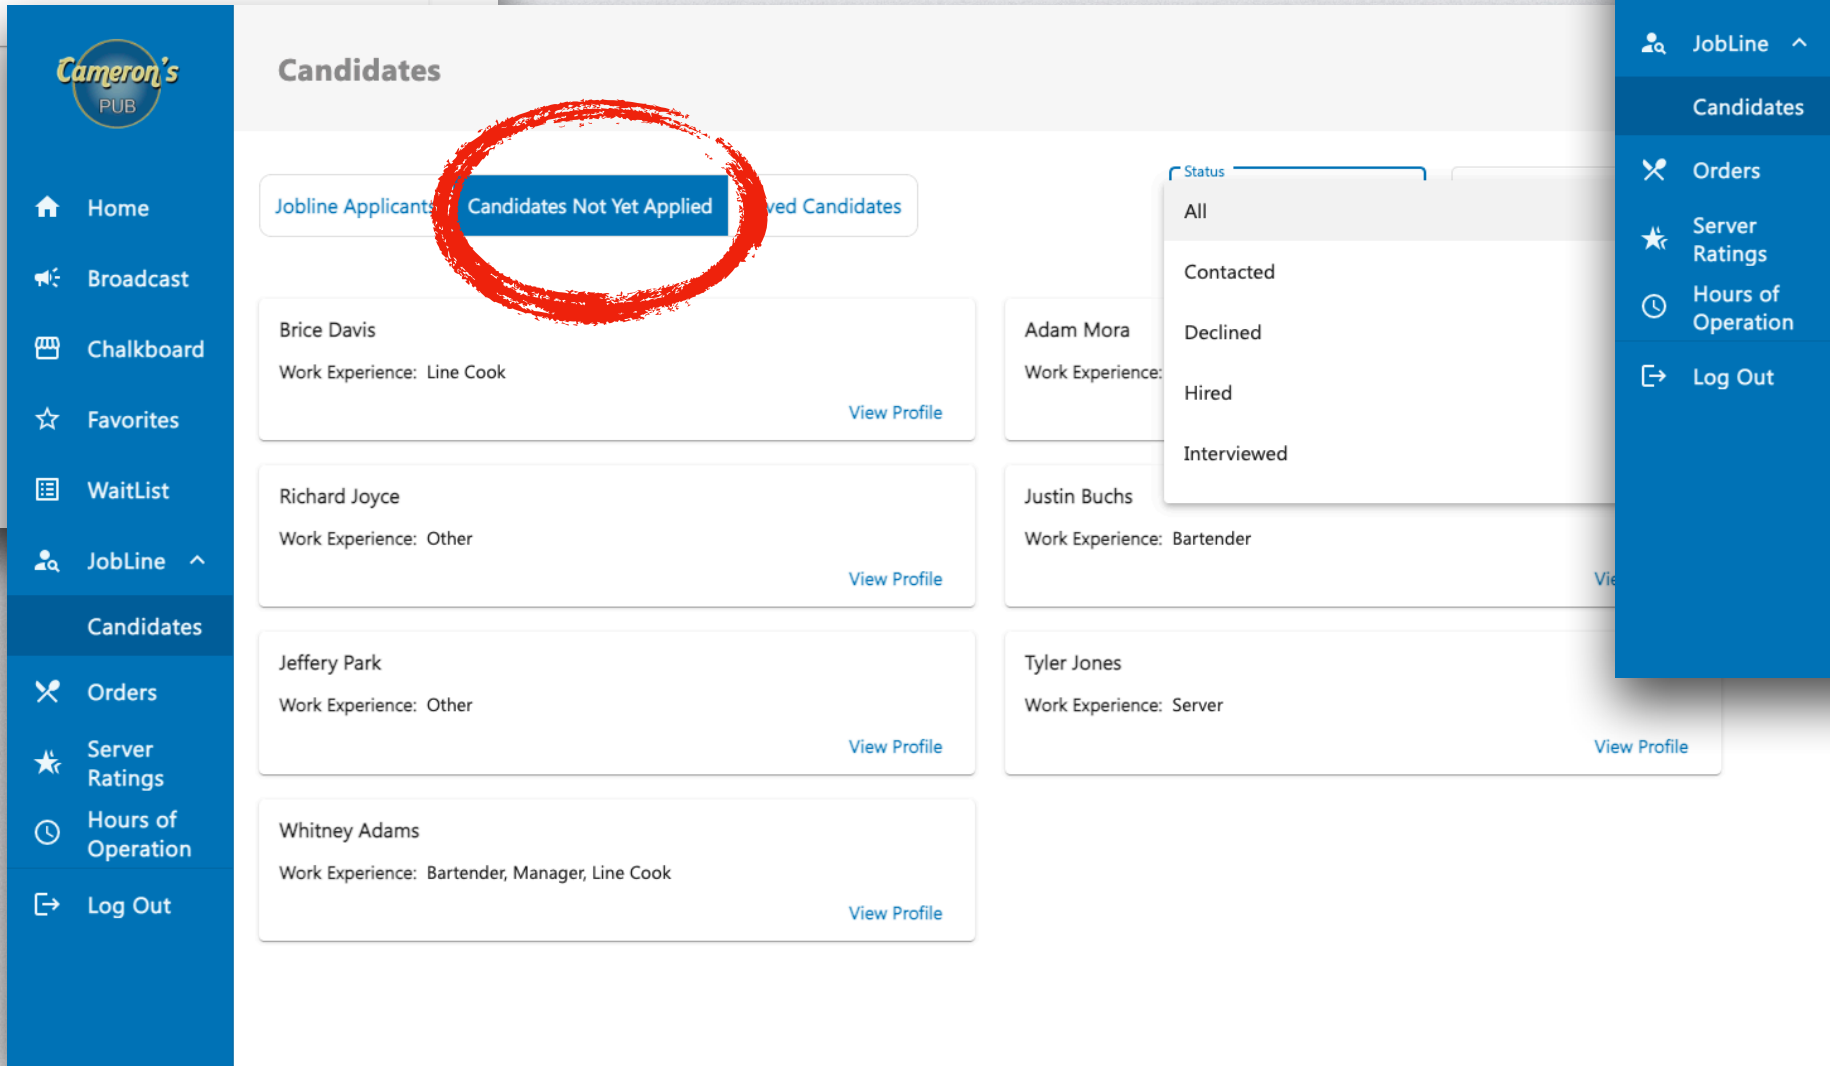 Cameron's
PUB
Home
Broadcast
Chalkboard
Favorites
WaitList
JobLine
Candidates
Orders
Server
Ratings
Hours of
Operation
Log Out
Candidates
Jobline Applicants
Candidates Not Yet Applied
Candidates
Status
All
Contacted
Declined
Hired
Interviewed
Brice Davis
Work Experience: Line Cook
View Profile
Adam Mora
Work Experience:
Richard Joyce
Work Experience: Other
View Profile
Justin Buchs
Work Experience: Bartender
Jeffery Park
Work Experience: Other
View Profile
Tyler Jones
Work Experience: Server
View Profile
Whitney Adams
Work Experience: Bartender, Manager, Line Cook
View Profile
JobLine
Candidates
Orders
Server
Ratings
Hours of
Operation
Log Out